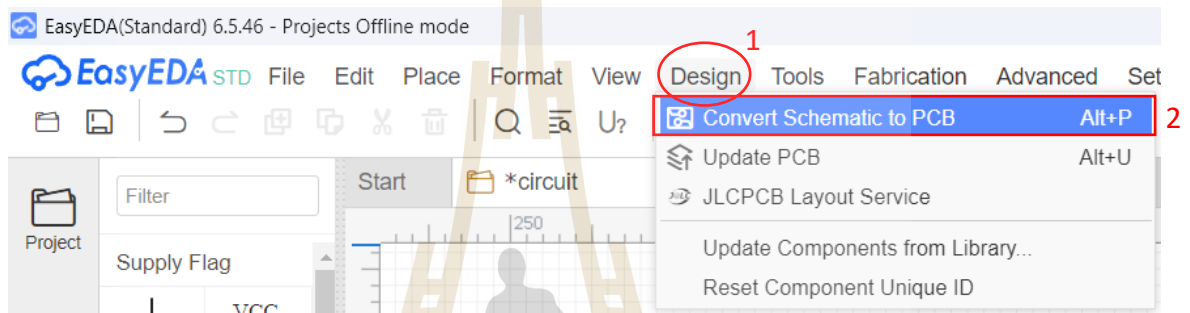 EasyEDA(Standard) 6.5.46 - Projects Offline mode
1
EasyEDA STD File Edit Place Format View Design Tools Fabrication Advanced Set
U?
Convert Schematic to PCB Alt+P
2
Update PCB Alt+U
JLCPCB Layout Service
Update Components from Library...
Reset Component Unique ID
Start *circuit
Filter
250
Project
Supply Flag
VCC